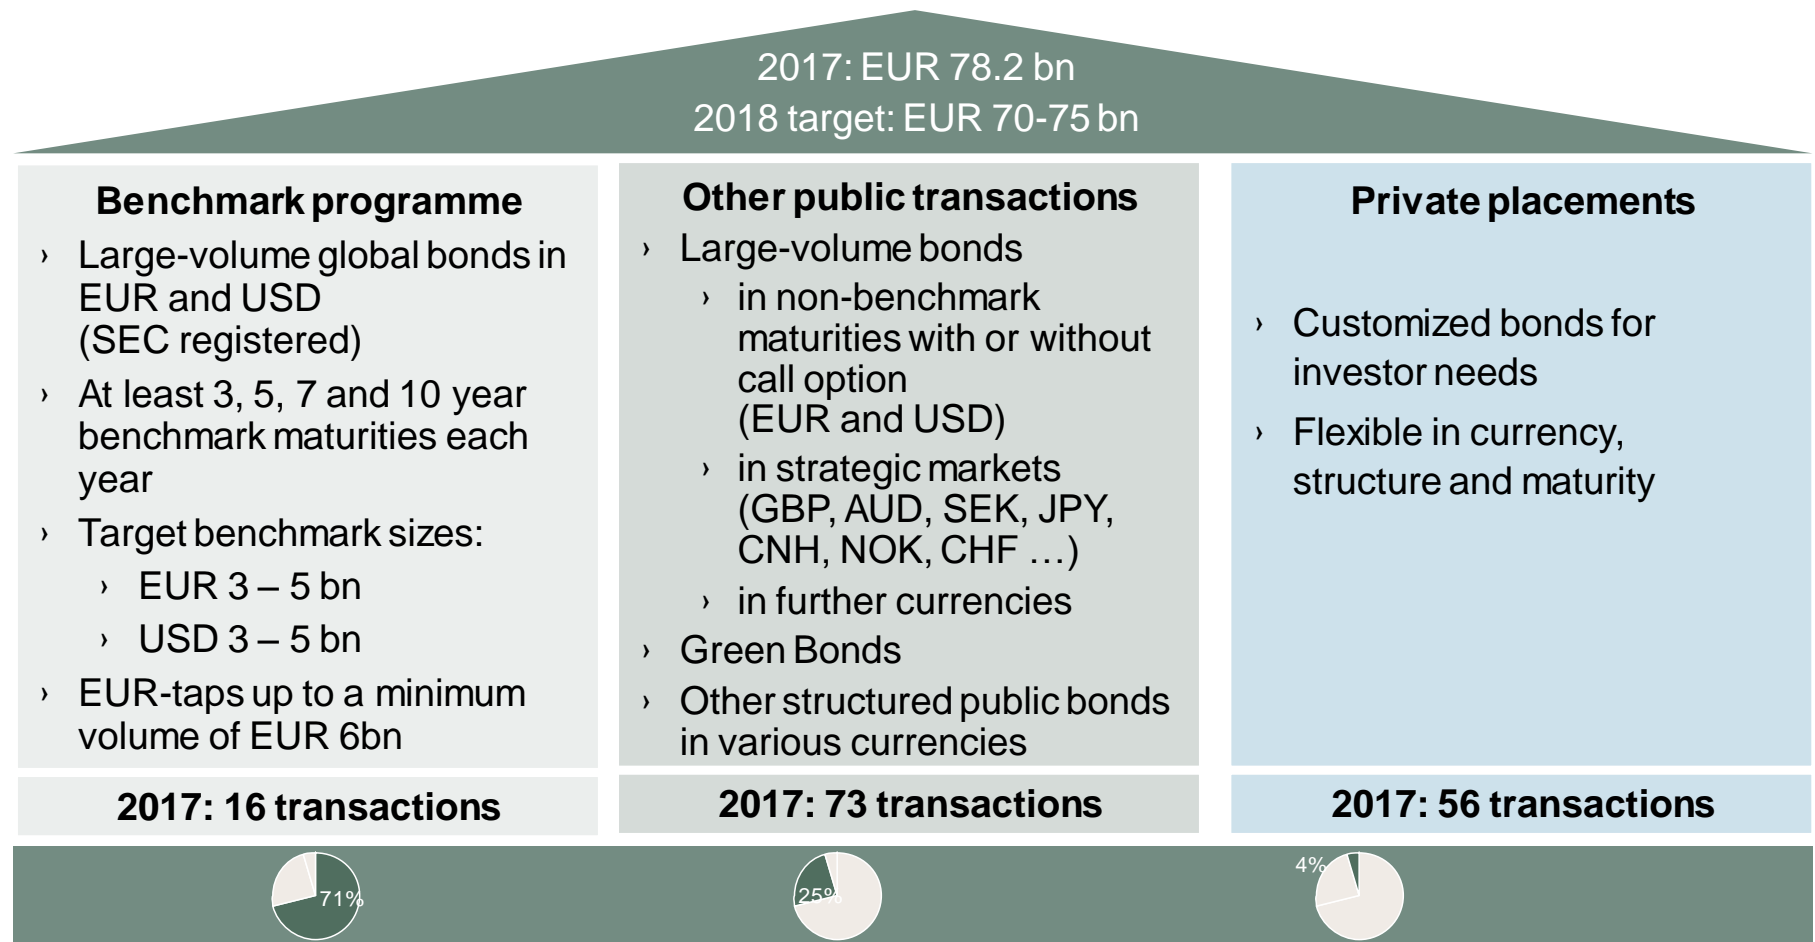 2017: EUR 78.2 bn
2018 target: EUR 70-75 bn
Benchmark programme
› Large-volume global bonds in
EUR and USD
(SEC registered)
› At least 3, 5, 7 and 10 year
benchmark maturities each
year
› Target benchmark sizes:
› EUR 3 – 5 bn
› USD 3 – 5 bn
› EUR-taps up to a minimum
volume of EUR 6bn
2017: 16 transactions
71%
Other public transactions
› Large-volume bonds
› in non-benchmark
maturities with or without
call option
(EUR and USD)
› in strategic markets
(GBP, AUD, SEK, JPY,
CNH, NOK, CHF …)
› in further currencies
› Green Bonds
› Other structured public bonds
in various currencies
2017: 73 transactions
25%
Private placements
› Customized bonds for
investor needs
› Flexible in currency,
structure and maturity
2017: 56 transactions
4%